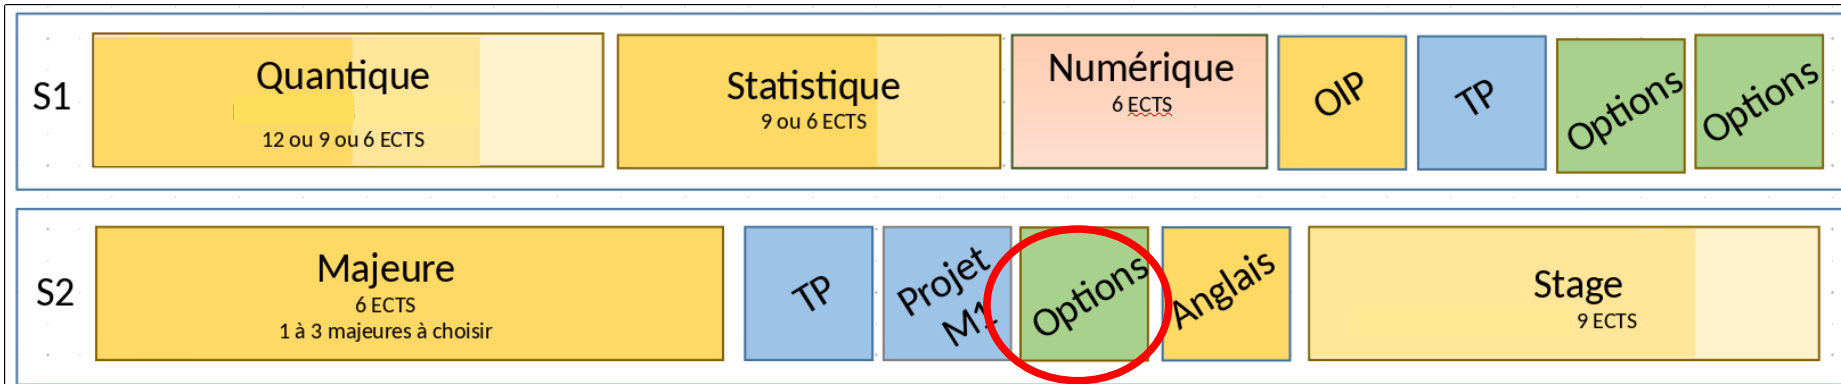 S1
Quantique
12 ou 9 ou 6 ECTS
Statistique
9 ou 6 ECTS
Numérique
6 ECTS
OIP
TP
Options
Options
S2
Majeure
6 ECTS
1 à 3 majeures à choisir
TP
Projet
M1
Options
Anglais
Stage
9 ECTS